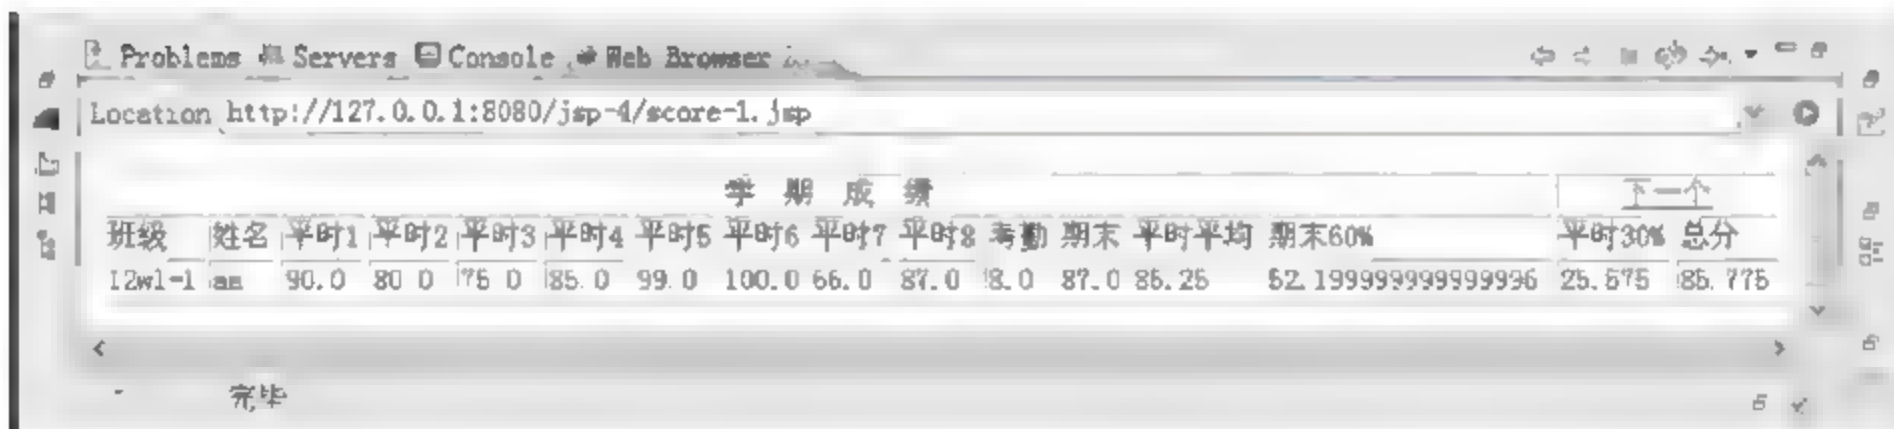 Problems Servers Console Web Browser
Location http://127.0.0.1:8080/jsp-4/score-1.jsp
学 期 成 绩 下一个
班级 姓名 平时1 平时2 平时3 平时4 平时5 平时6 平时7 平时8 考勤 期末 平时平均 期末60% 平时30% 总分
12wl-1 aa 90.0 80.0 75.0 85.0 99.0 100.0 66.0 87.0 8.0 87.0 85.25 52.199999999999996 25.575 85.775
完毕